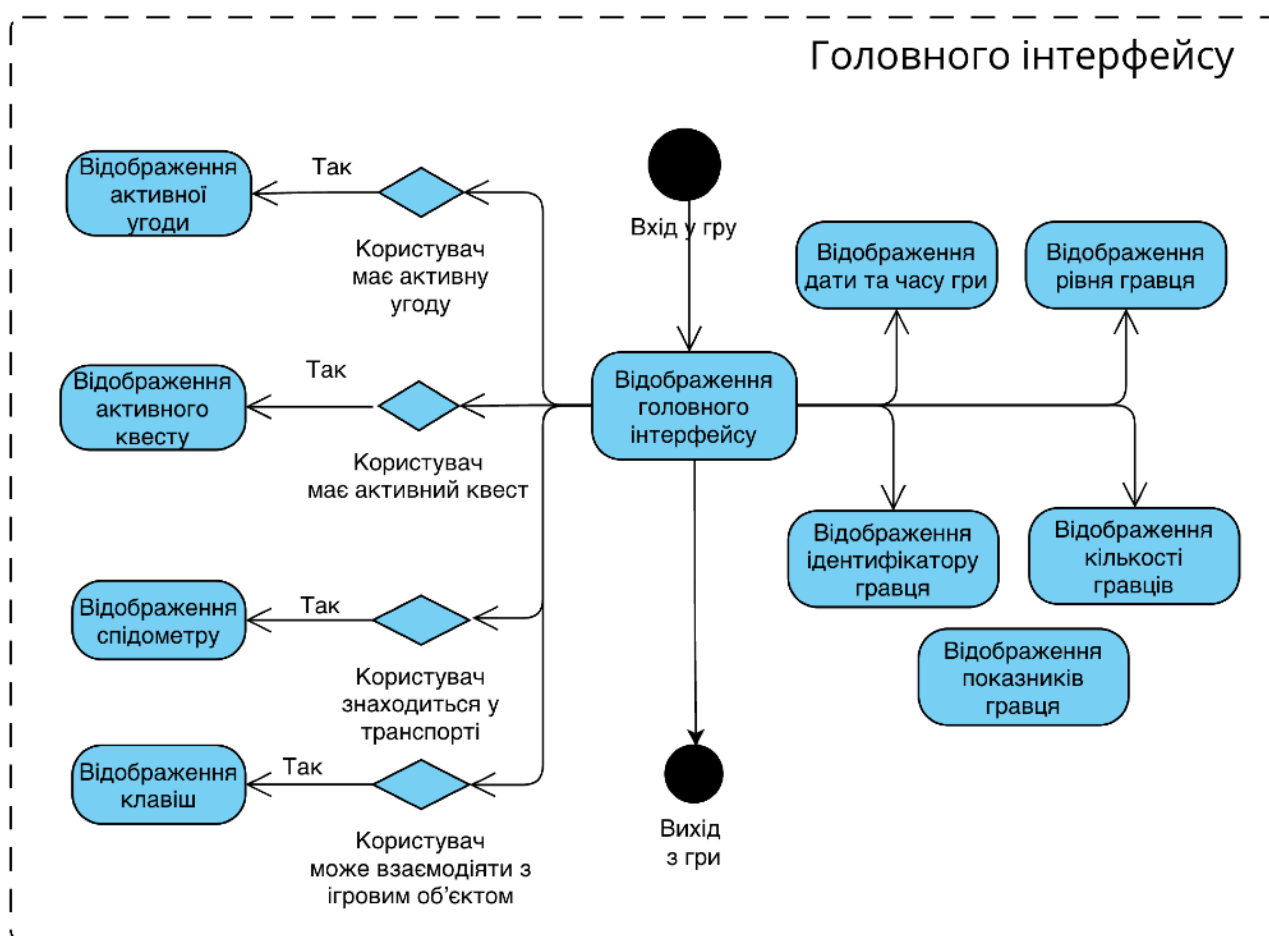 Головного інтерфейсу
Відображення
активної
угоди
Так
Користувач
має активну
угоду
Вхід у гру
Відображення
дати та часу гри
Відображення
рівня гравця
Відображення
активного
квесту
Так
Користувач
має активний квест
Відображення
головного
інтерфейсу
Відображення
ідентифікатору
гравця
Відображення
кількості
гравців
Відображення
показників
гравця
Відображення
спідометру
Так
Користувач
знаходиться у
транспорті
Відображення
клавіш
Так
Користувач
може взаємодіяти з
ігровим об’єктом
Вихід
з гри